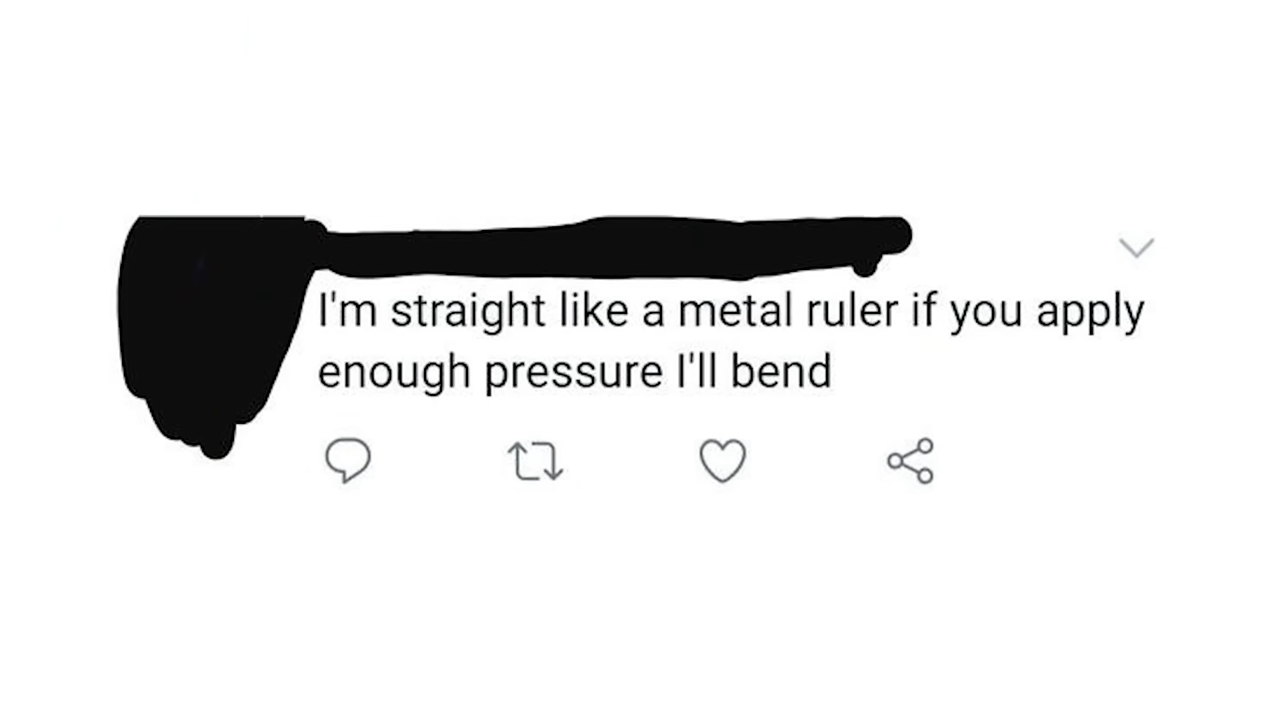 I'm straight like a metal ruler if you apply
enough pressure I'll bend